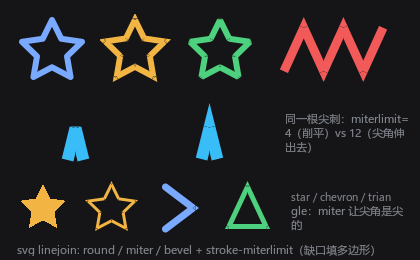 同一根尖刺：miterlimit=
4（削平）vs 12（尖角伸
出去）
star / chevron / trian
gle：miter 让尖角是尖
的
svg linejoin: round / miter / bevel + stroke-miterlimit（缺口填多边形）